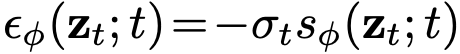 ϵ_ϕ(𝐳_t; t) = −σ_t s_ϕ(𝐳_t; t)